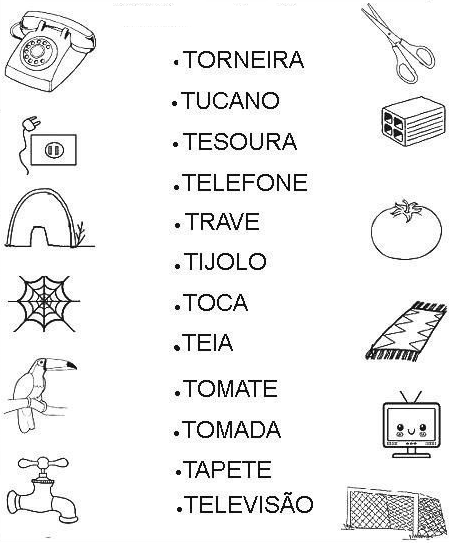 •TORNEIRA
•TUCANO
•TESOURA
•TELEFONE
•TRAVE
•TIJOLO
•TOCA
•TEIA
•TOMATE
•TOMADA
•TAPETE
•TELEVISÃO